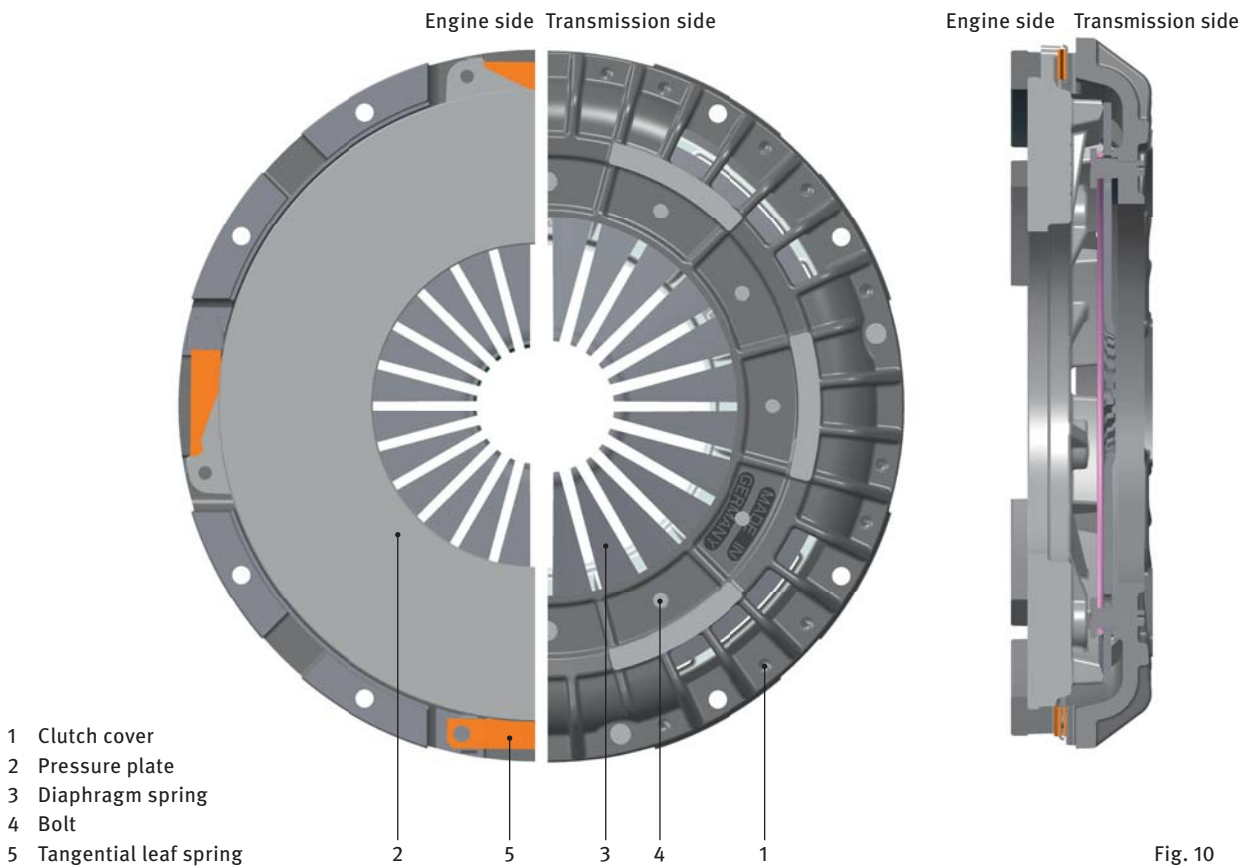 Engine side Transmission side
Engine side Transmission side
MADE IN
GERMANY
1 Clutch cover
2 Pressure plate
3 Diaphragm spring
4 Bolt
5 Tangential leaf spring
2 5 3 4 1
Fig. 10